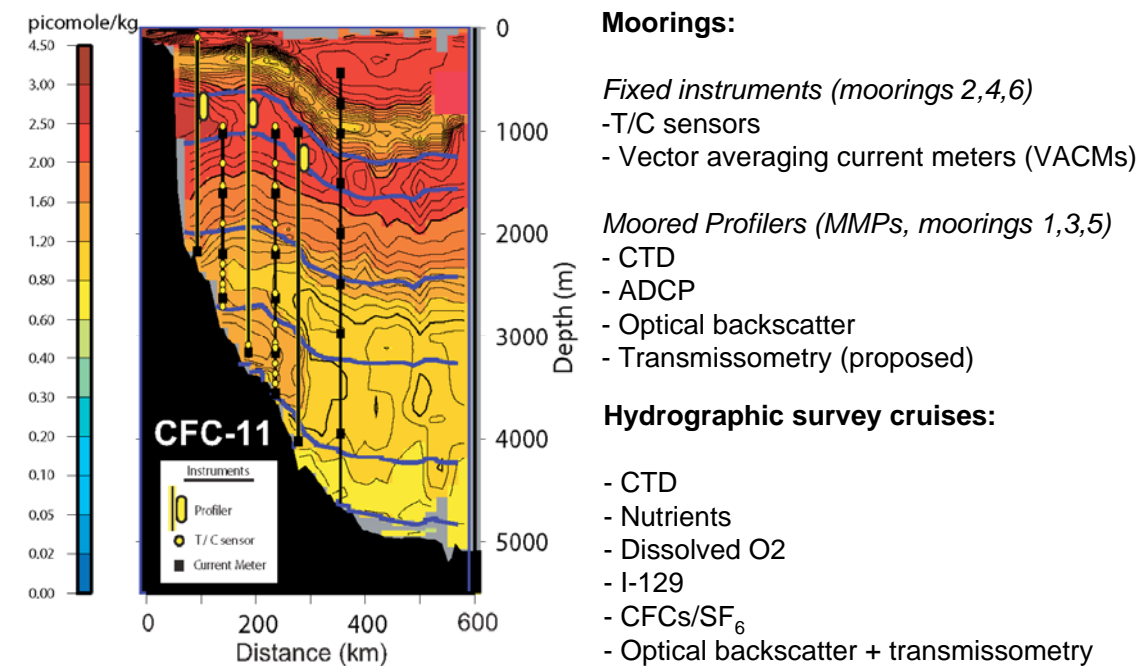 picomole/kg
4.50
3.00
2.50
2.00
1.60
1.20
0.80
0.60
0.40
0.30
0.20
0.10
0.05
0.02
0.00
CFC-11
Instruments
Profiler
T/C sensor
Current Meter
0
1000
2000
3000
4000
5000
Depth (m)
0 200 400 600
Distance (km)
Moorings:
Fixed instruments (moorings 2,4,6)
-T/C sensors
- Vector averaging current meters (VACMs)
Moored Profilers (MMPs, moorings 1,3,5)
- CTD
- ADCP
- Optical backscatter
- Transmissometry (proposed)
Hydrographic survey cruises:
- CTD
- Nutrients
- Dissolved O2
- I-129
- CFCs/SF₆
- Optical backscatter + transmissometry